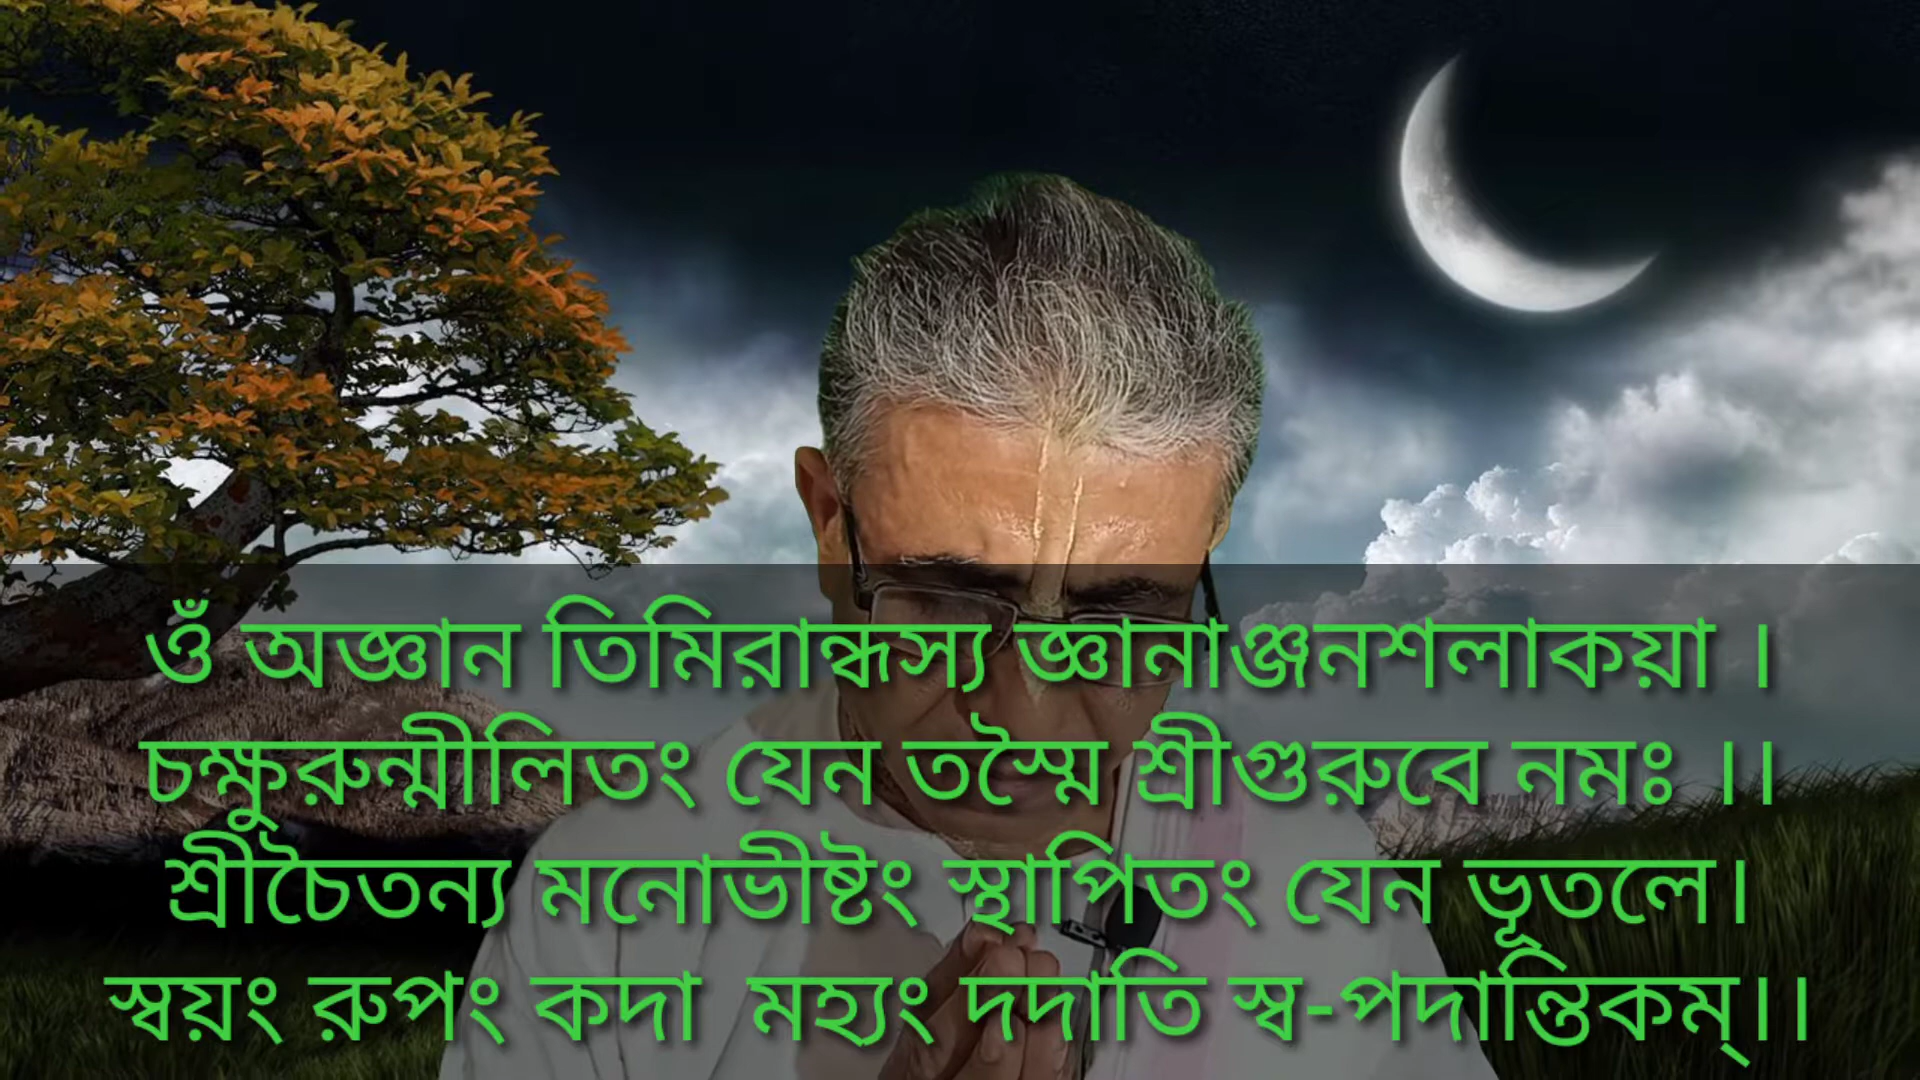 ওঁ অজ্ঞান তিমিরান্ধস্য জ্ঞানাঞ্জনশলাকয়া ।
চক্ষুরুন্মীলিতং যেন তস্মৈ শ্রীগুরুবে নমঃ ।।
শ্রীচৈতন্য মনোভীষ্টং স্থাপিতং যেন ভূতলে।
স্বয়ং রুপং কদা মহ্যং দদাতি স্ব-পদান্তিকম্।।